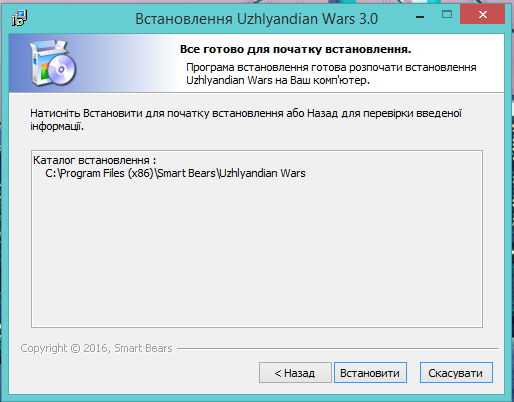 Встановлення Uzhlyandian Wars 3.0
Все готово для початку встановлення.
Програма встановлення готова розпочати встановлення
Uzhlyandian Wars на Ваш комп'ютер.
Натисніть Встановити для початку встановлення або Назад для перевірки введеної
інформації.
Каталог встановлення :
C:\Program Files (x86)\Smart Bears\Uzhlyandian Wars
Copyright © 2016, Smart Bears
< Назад
Встановити
Скасувати